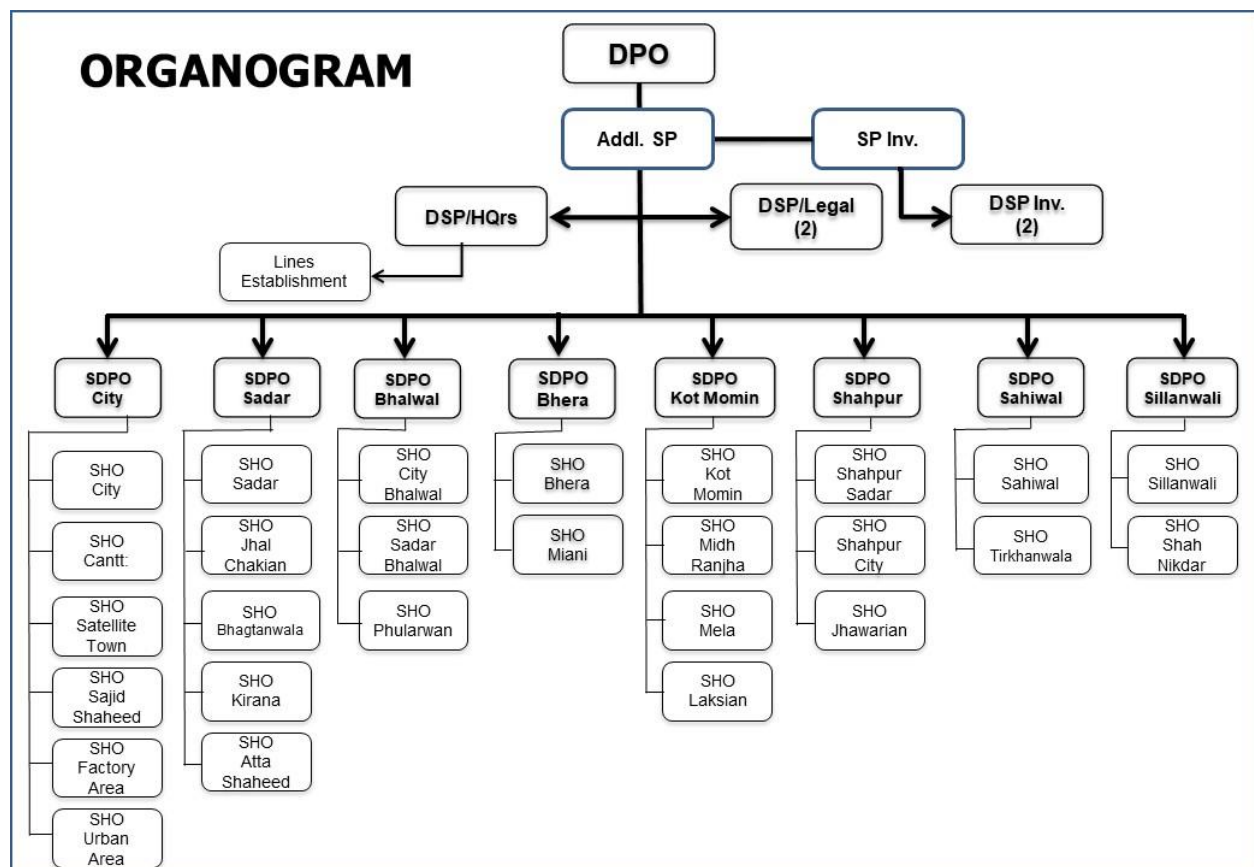 ORGANOGRAM
DPO
Addl. SP
SP Inv.
DSP/HQrs
DSP/Legal
(2)
DSP Inv.
(2)
Lines
Establishment
SDPO
City
SDPO
Sadar
SDPO
Bhalwal
SDPO
Bhera
SDPO
Kot Momin
SDPO
Shahpur
SDPO
Sahiwal
SDPO
Sillanwali
SHO
City
SHO
Cantt:
SHO
Satellite
Town
SHO
Sajid
Shaheed
SHO
Factory
Area
SHO
Urban
Area
SHO
Sadar
SHO
Jhal
Chakian
SHO
Bhagtanwala
SHO
Kirana
SHO
Atta
Shaheed
SHO
City
Bhalwal
SHO
Sadar
Bhalwal
SHO
Phularwan
SHO
Bhera
SHO
Miani
SHO
Kot
Momin
SHO
Midh
Ranjha
SHO
Mela
SHO
Laksian
SHO
Shahpur
Sadar
SHO
Shahpur
City
SHO
Jhawarian
SHO
Sahiwal
SHO
Tirkhanwala
SHO
Sillanwali
SHO
Shah
Nikdar